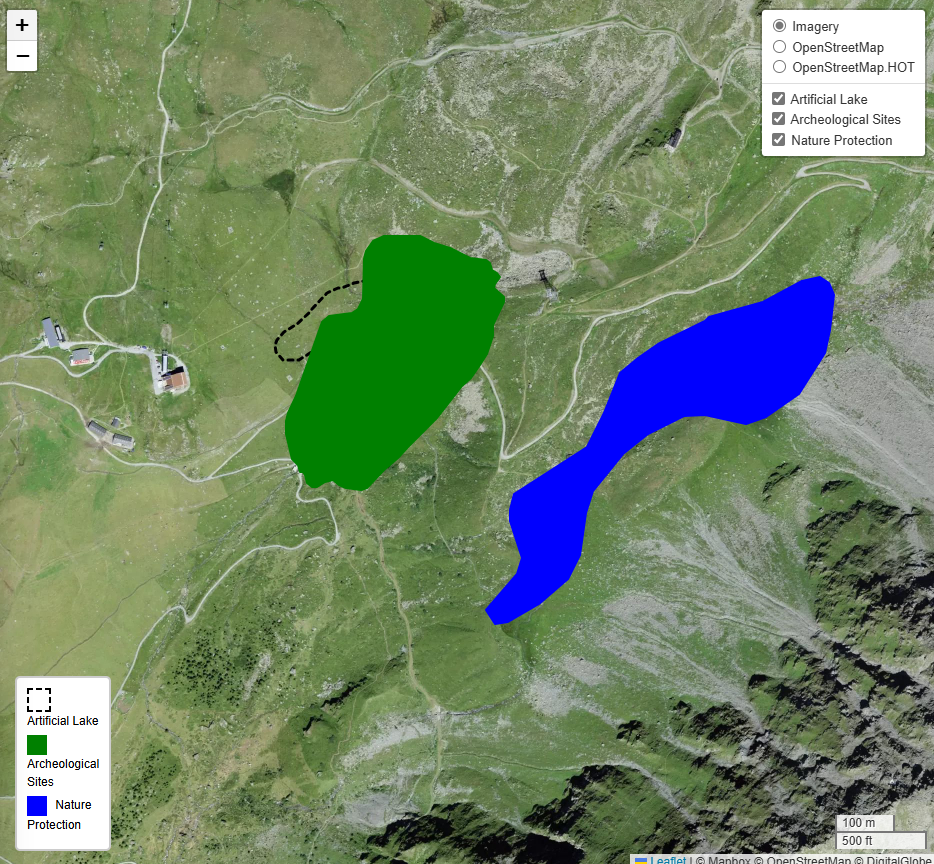 +
−
Imagery
OpenStreetMap
OpenStreetMap.HOT
Artificial Lake
Archeological Sites
Nature Protection
Artificial Lake
Archeological
Sites
Nature
Protection
100 m
500 ft
Leaflet | © Mapbox © OpenStreetMap © DigitalGlobe